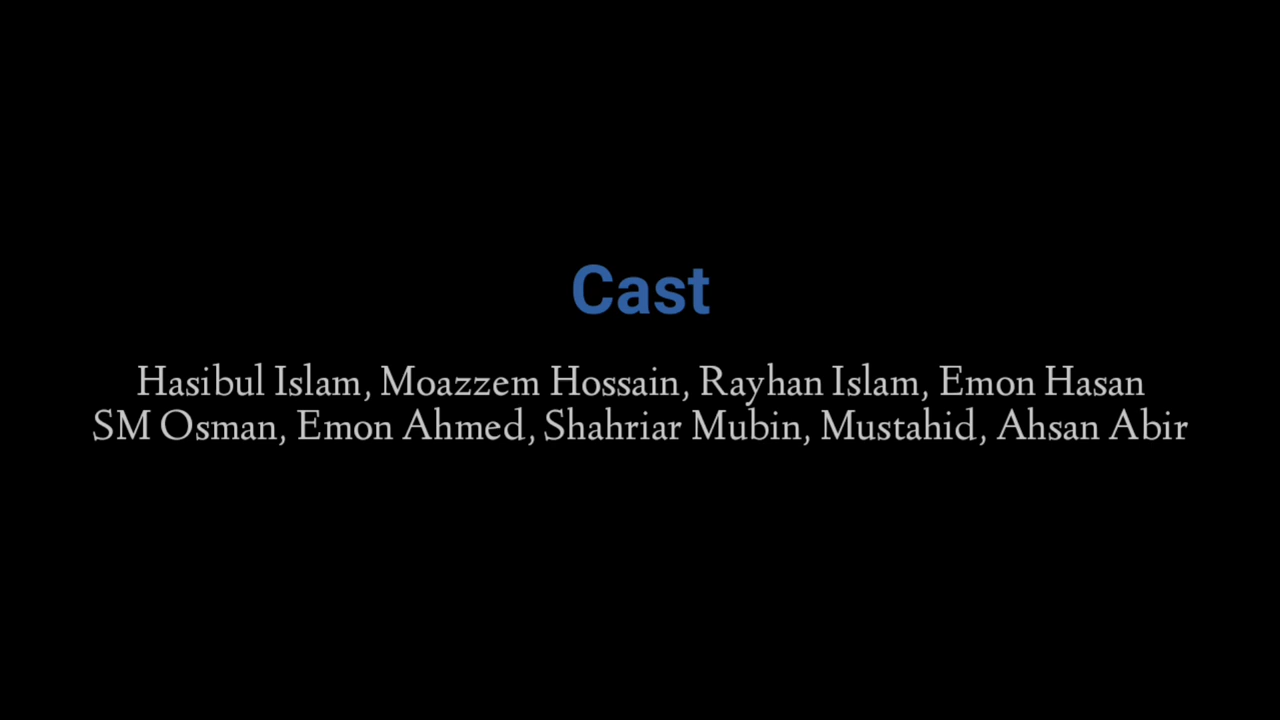 Cast
Hasibul Islam, Moazzem Hossain, Rayhan Islam, Emon Hasan
SM Osman, Emon Ahmed, Shahriar Mubin, Mustahid, Ahsan Abir